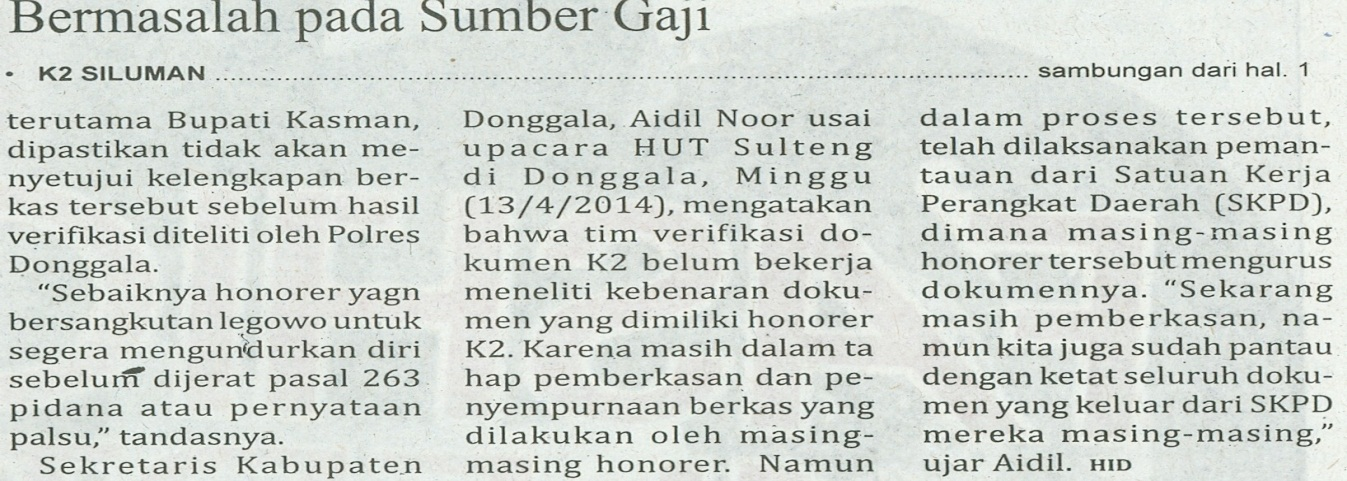 Bermasalah pada Sumber Gaji
• K2 SILUMAN ........................................ sambungan dari hal. 1
terutama Bupati Kasman,
dipastikan tidak akan me-
nyetujui kelengkapan ber-
kas tersebut sebelum hasil
verifikasi diteliti oleh Polres
Donggala.
“Sebaiknya honorer yagn
bersangkutan legowo untuk
segera mengundurkan diri
sebelum dijerat pasal 263
pidana atau pernyataan
palsu,” tandasnya.
Sekretaris Kabupaten
Donggala, Aidil Noor usai
upacara HUT Sulteng
di Donggala, Minggu
(13/4/2014), mengatakan
bahwa tim verifikasi do-
kumen K2 belum bekerja
meneliti kebenaran doku-
men yang dimiliki honorer
K2. Karena masih dalam ta
hap pemberkasan dan pe-
nyempurnaan berkas yang
dilakukan oleh masing-
masing honorer. Namun
dalam proses tersebut,
telah dilaksanakan peman-
tauan dari Satuan Kerja
Perangkat Daerah (SKPD),
dimana masing-masing
honorer tersebut mengurus
dokumennya. “Sekarang
masih pemberkasan, na-
mun kita juga sudah pantau
dengan ketat seluruh doku-
men yang keluar dari SKPD
mereka masing-masing,”
ujar Aidil. HID